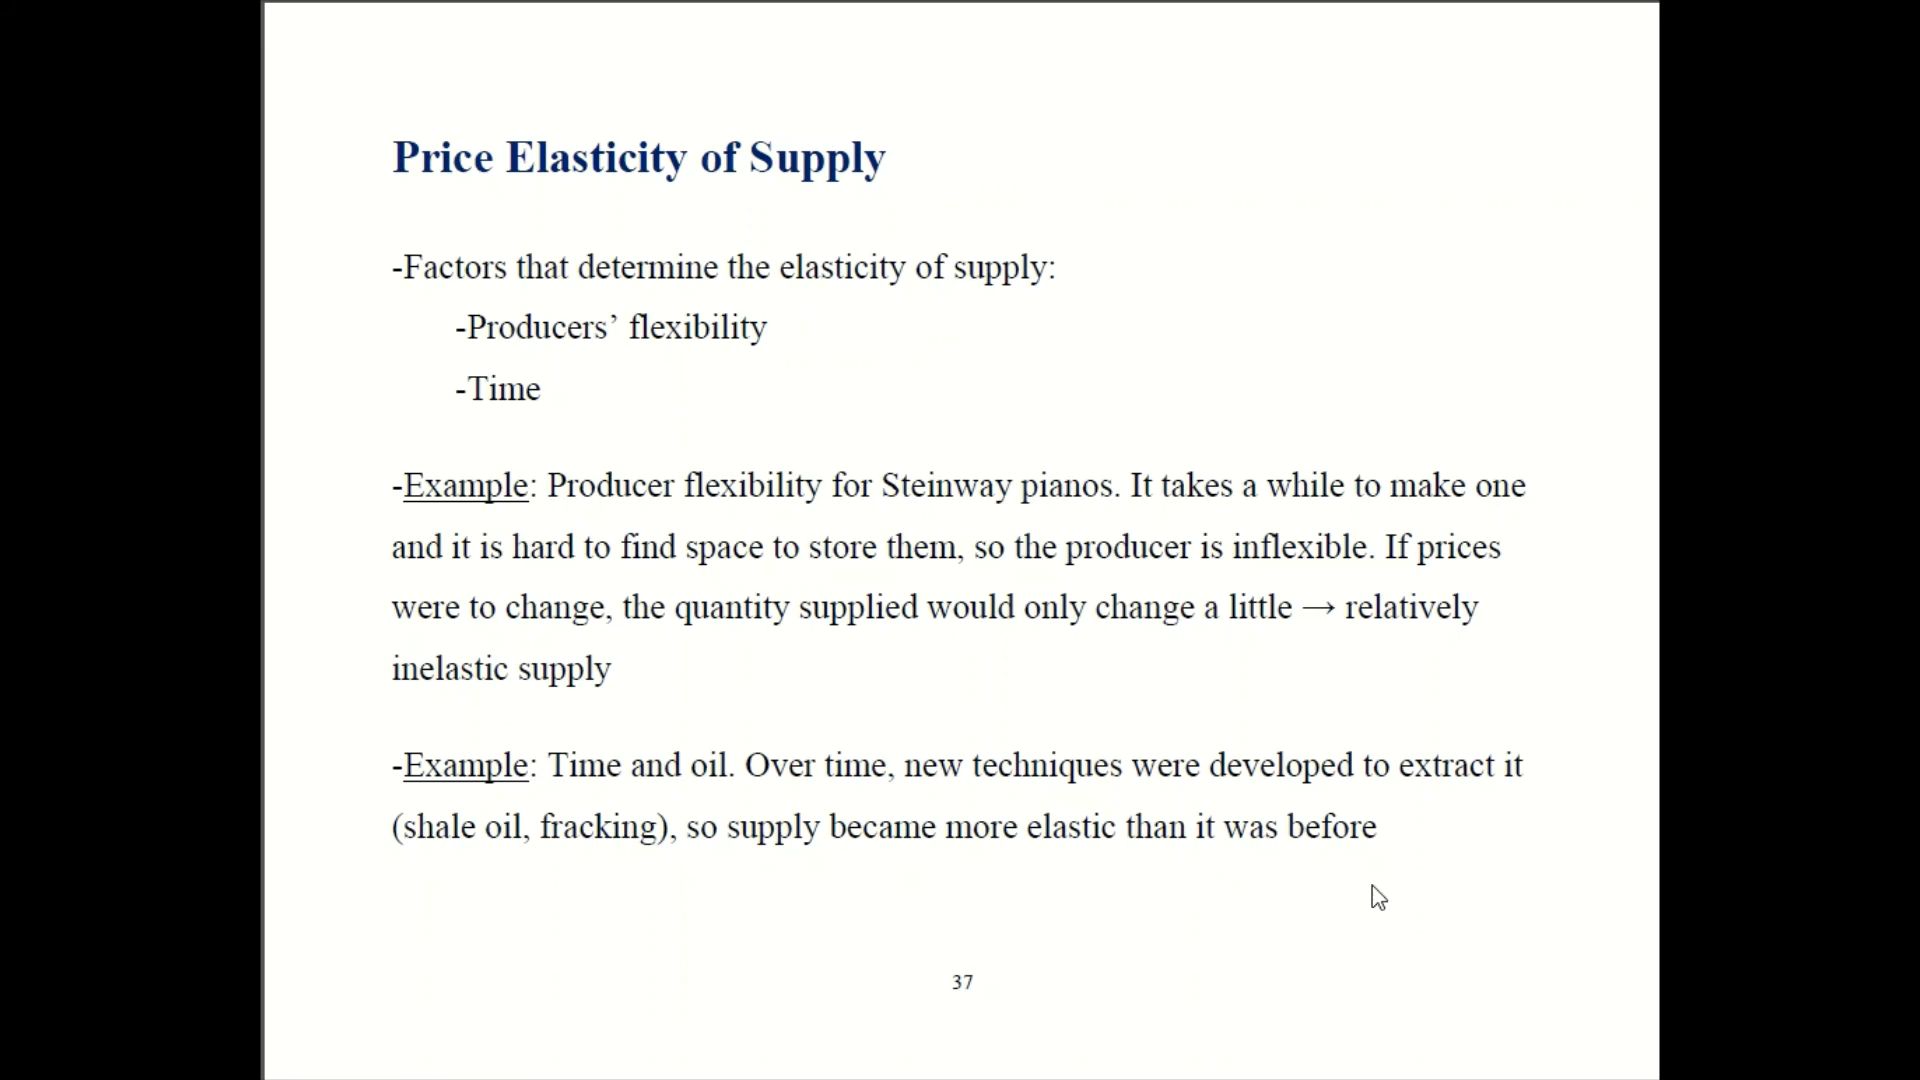 Price Elasticity of Supply
-Factors that determine the elasticity of supply:
-Producers’ flexibility
-Time
-Example: Producer flexibility for Steinway pianos. It takes a while to make one
and it is hard to find space to store them, so the producer is inflexible. If prices
were to change, the quantity supplied would only change a little → relatively
inelastic supply
-Example: Time and oil. Over time, new techniques were developed to extract it
(shale oil, fracking), so supply became more elastic than it was before
37